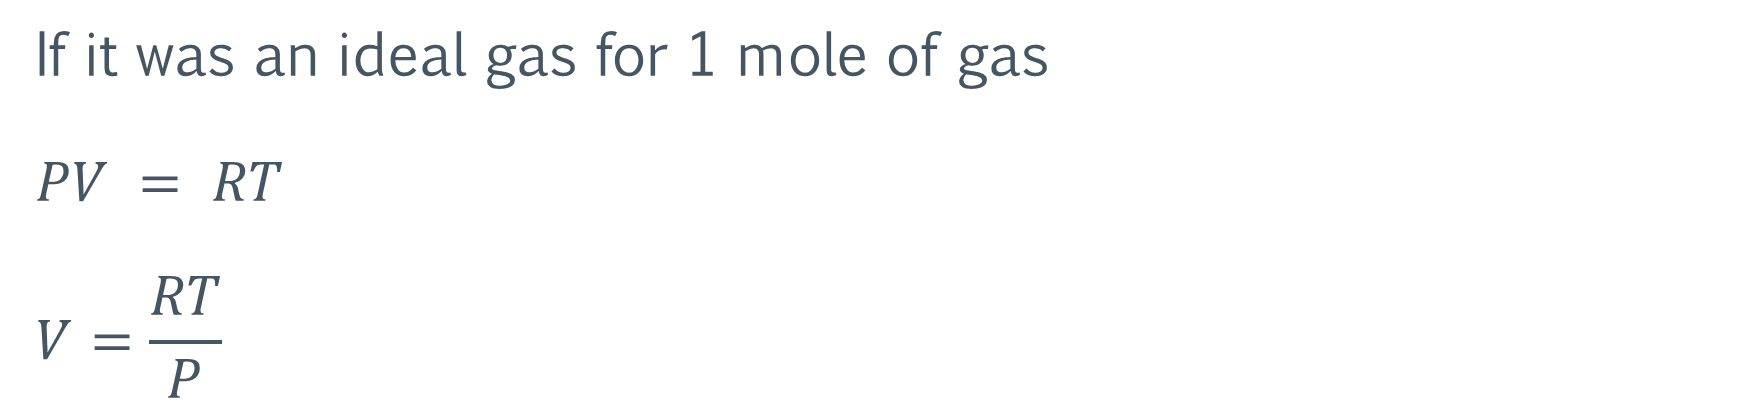 If it was an ideal gas for 1 mole of gas
PV = RT
V = RT/P